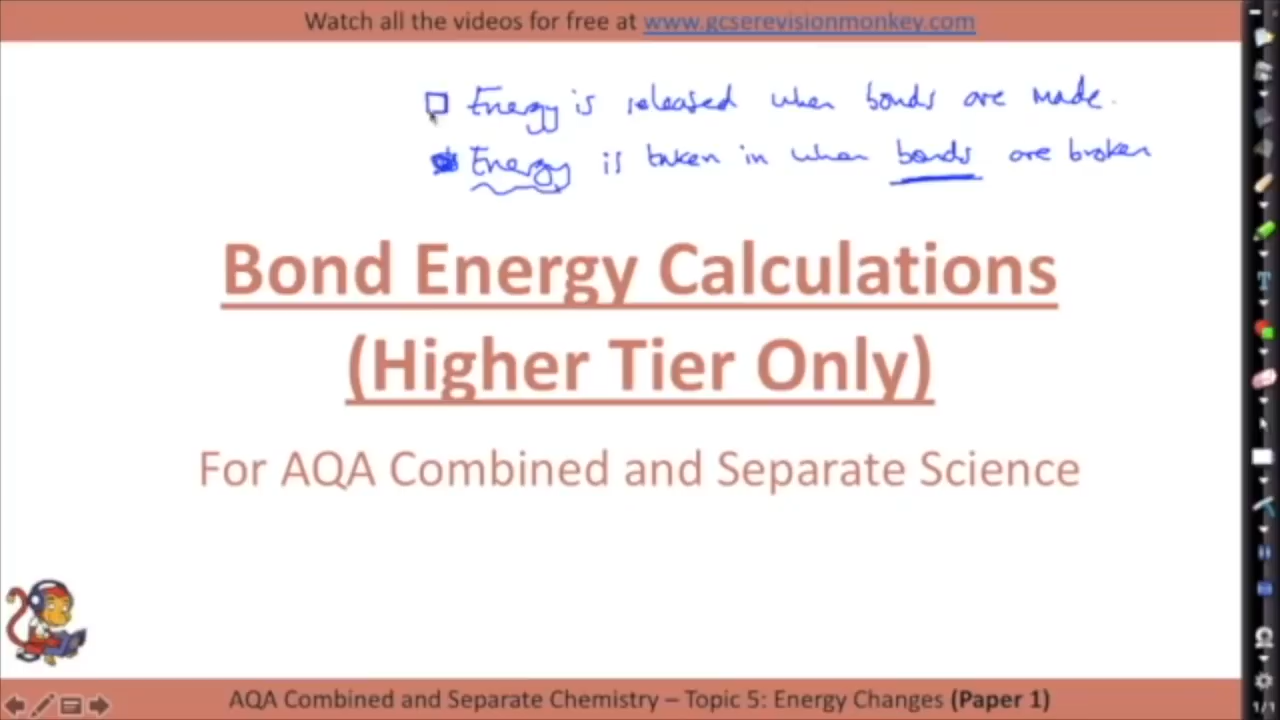 Watch all the videos for free at www.gcserevisionmonkey.com
Energy is released when bonds are made.
Energy is taken in when bonds are broken
Bond Energy Calculations
(Higher Tier Only)
For AQA Combined and Separate Science
AQA Combined and Separate Chemistry – Topic 5: Energy Changes (Paper 1)
1/1